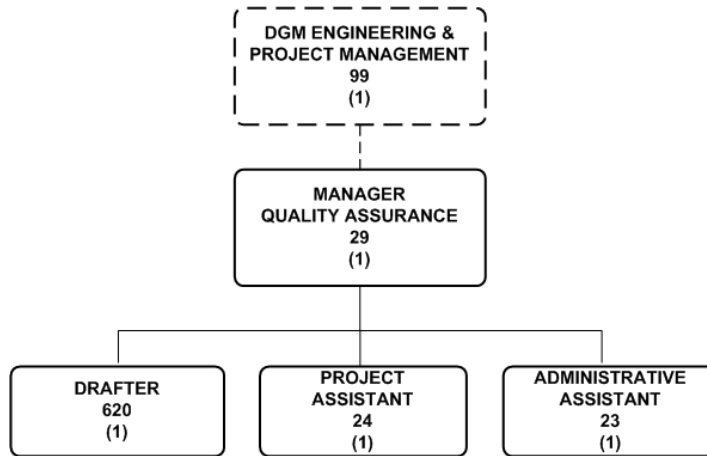 DGM ENGINEERING &
PROJECT MANAGEMENT
99
(1)
MANAGER
QUALITY ASSURANCE
29
(1)
DRAFTER
620
(1)
PROJECT
ASSISTANT
24
(1)
ADMINISTRATIVE
ASSISTANT
23
(1)